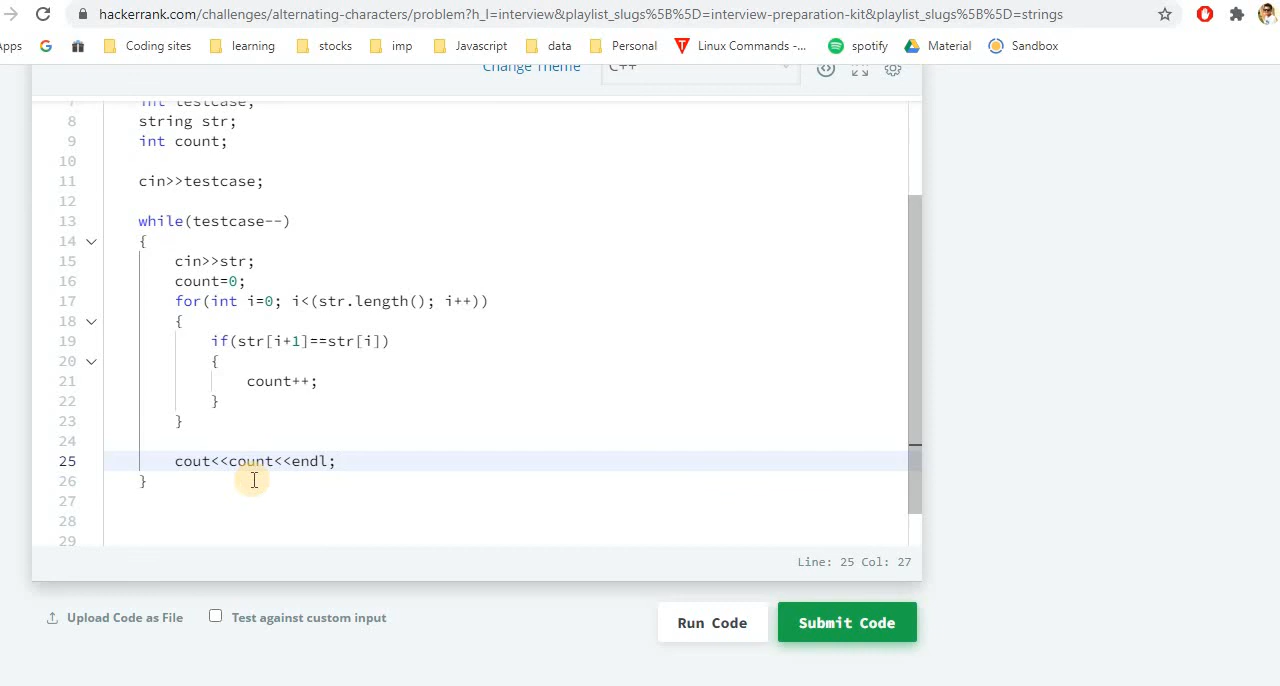 hackerrank.com/challenges/alternating-characters/problem?h_l=interview&playlist_slugs%5B%5D=interview-preparation-kit&playlist_slugs%5B%5D=strings
pps Coding sites learning stocks imp Javascript data Personal Linux Commands -... spotify Material Sandbox
Change Theme C++
7 int testcase;
8 string str;
9 int count;
10
11 cin>>testcase;
12
13 while(testcase--)
14 {
15 cin>>str;
16 count=0;
17 for(int i=0; i<(str.length(); i++))
18 {
19 if(str[i+1]==str[i])
20 {
21 count++;
22 }
23 }
24
25 cout<<count<<endl;
26 }
27
28
29
Line: 25 Col: 27
Upload Code as File Test against custom input Run Code Submit Code